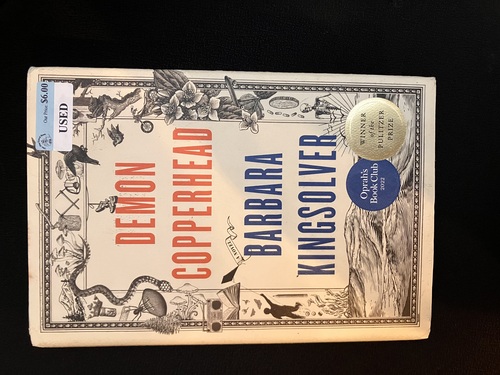 Our Price: $6.00
USED
DEMON
COPPERHEAD
A NOVEL
BARBARA
KINGSOLVER
WINNER
of the
PULITZER
PRIZE
Oprah's
Book Club
2022